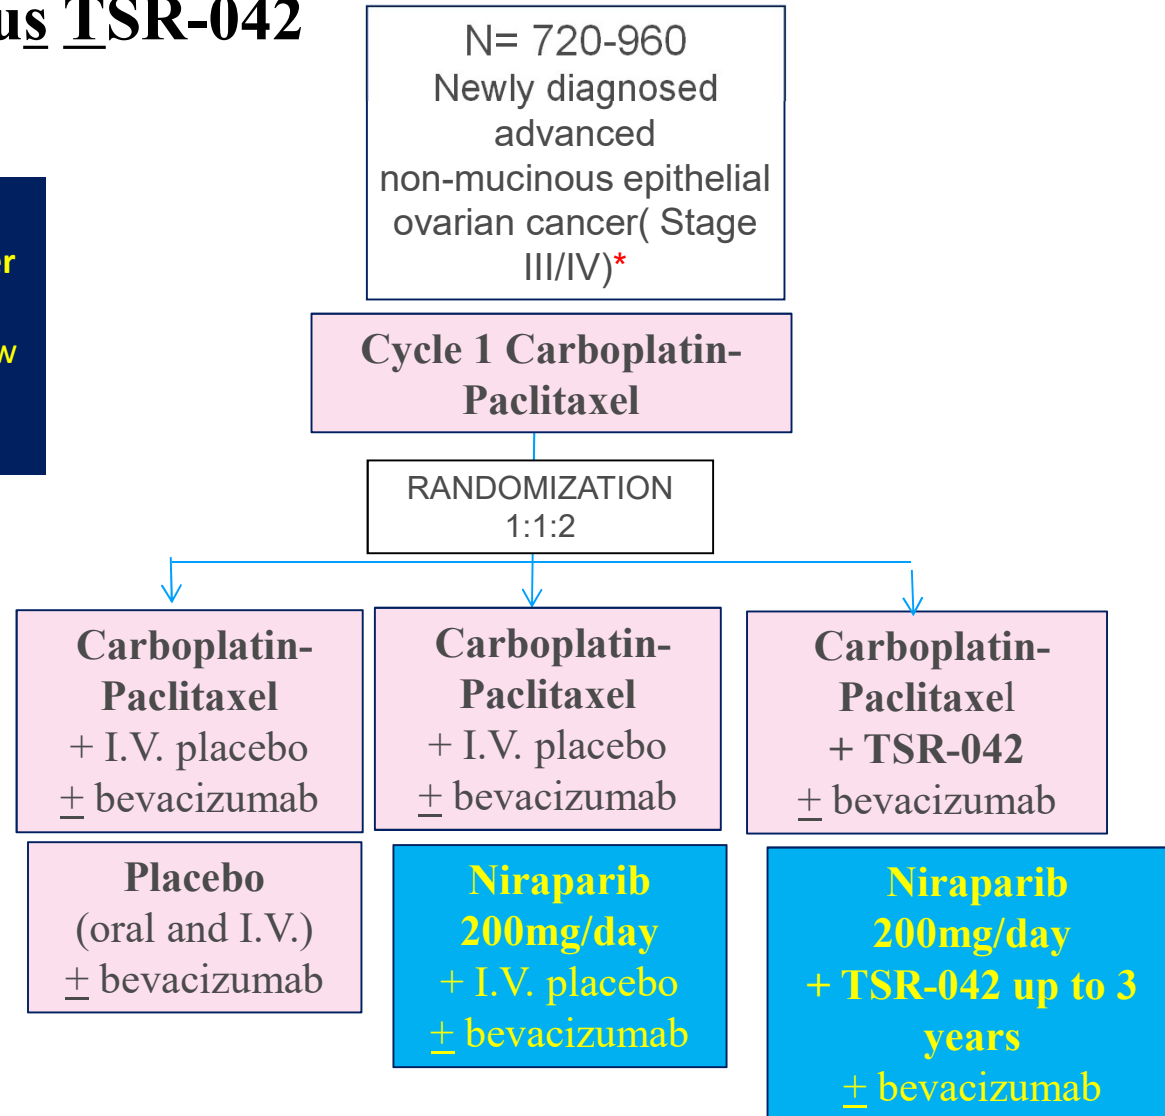 us TSR-042
er
w
N= 720-960
Newly diagnosed
advanced
non-mucinous epithelial
ovarian cancer( Stage
III/IV)*
Cycle 1 Carboplatin-
Paclitaxel
RANDOMIZATION
1:1:2
Carboplatin-
Paclitaxel
+ I.V. placebo
± bevacizumab
Carboplatin-
Paclitaxel
+ I.V. placebo
± bevacizumab
Carboplatin-
Paclitaxel
+ TSR-042
± bevacizumab
Placebo
(oral and I.V.)
± bevacizumab
Niraparib
200mg/day
+ I.V. placebo
± bevacizumab
Niraparib
200mg/day
+ TSR-042 up to 3
years
± bevacizumab